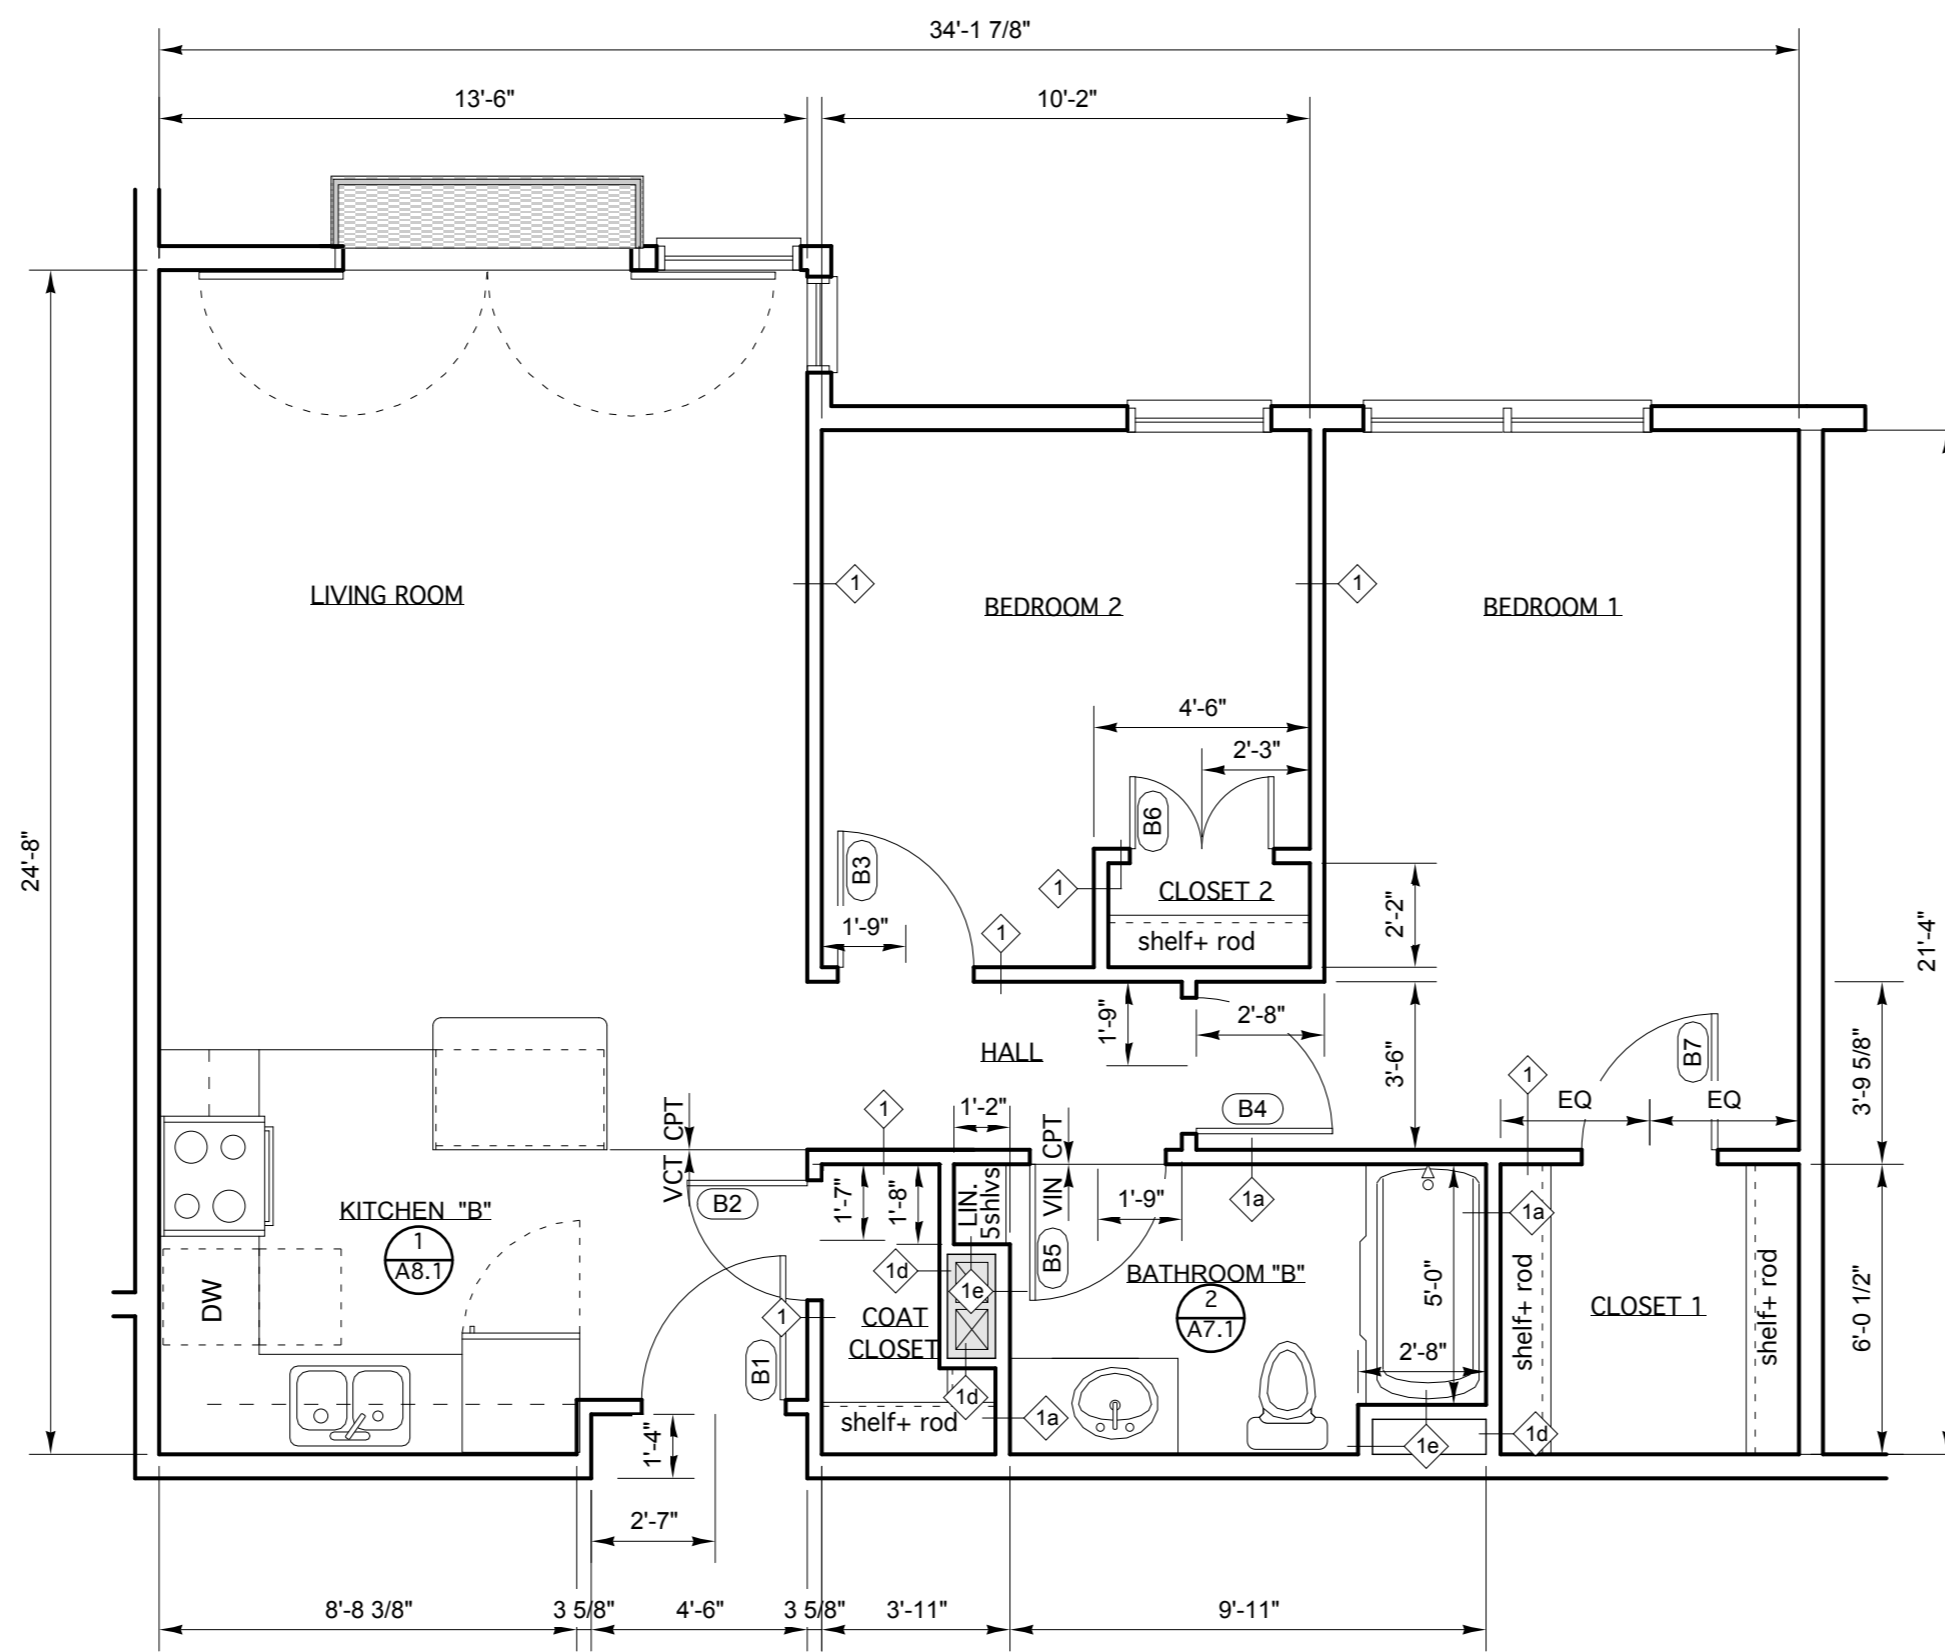 34'-1 7/8"
13'-6"
10'-2"
LIVING ROOM
1
BEDROOM 2
1
BEDROOM 1
4'-6"
2'-3"
24'-8"
B3
B6
1
CLOSET 2
shelf+ rod
2'-2"
1'-9"
1
21'-4"
1'-9"
2'-8"
HALL
3'-6"
B7
3'-9 5/8"
1
EQ
EQ
B4
1'-2"
1
CPT
VCT
CPT
VIN
B2
1'-7"
1'-8"
LIN.
5shlvs
1'-9"
1a
1a
KITCHEN "B"
1
A8.1
DW
B5
1d
1e
BATHROOM "B"
2
A7.1
5'-0"
2'-8"
shelf+ rod
CLOSET 1
shelf+ rod
6'-0 1/2"
1
COAT
CLOSET
B1
1d
1a
shelf+ rod
1e
1d
1'-4"
2'-7"
8'-8 3/8"
3 5/8"
4'-6"
3 5/8"
3'-11"
9'-11"